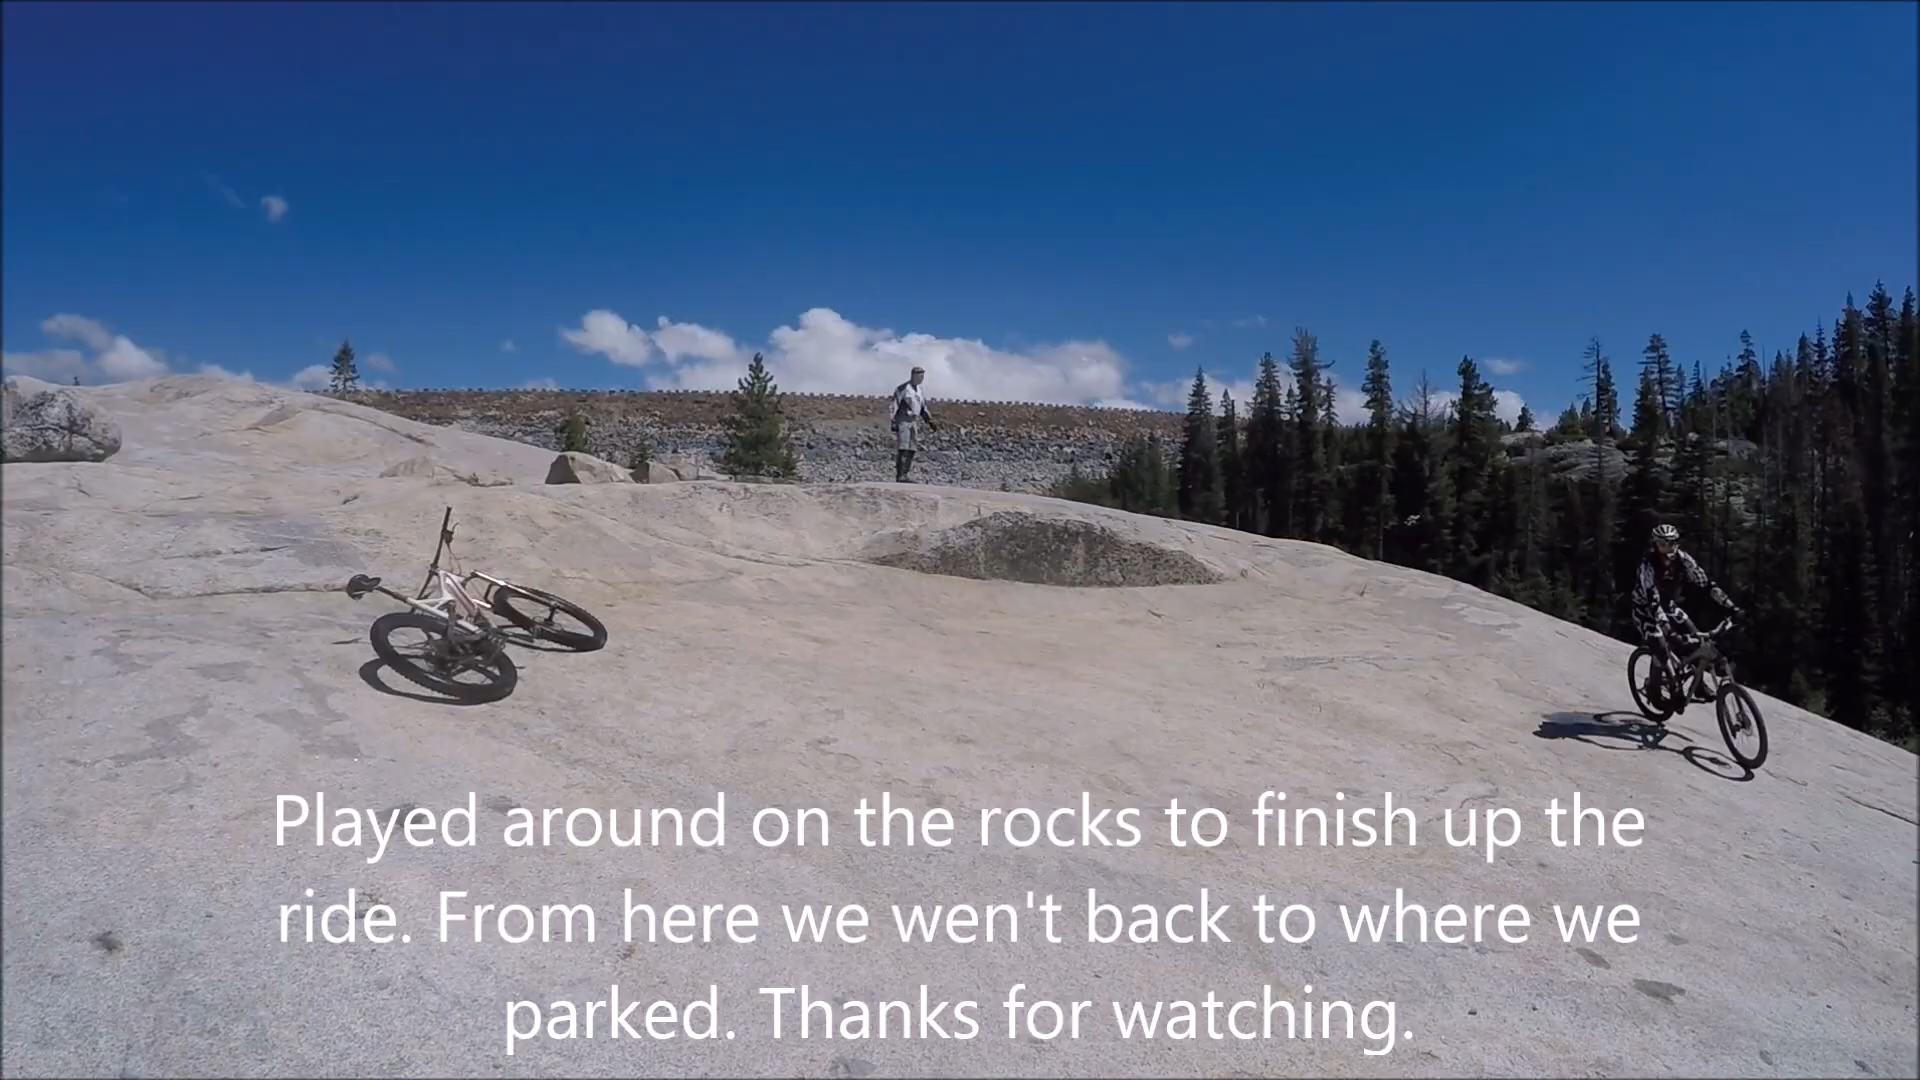 Played around on the rocks to finish up the
ride. From here we wen't back to where we
parked. Thanks for watching.